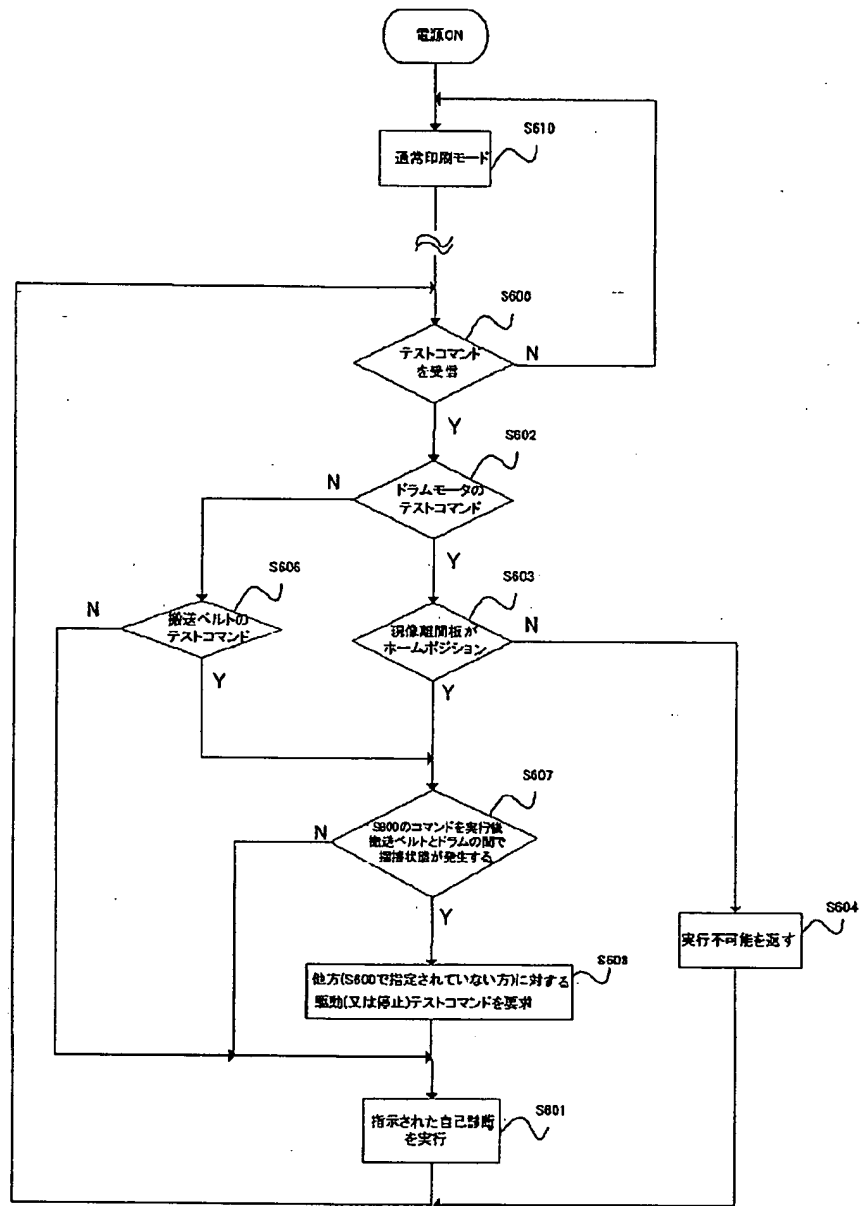 電源ON
S610
通常印刷モード
S600
テストコマンド
を受信
N
Y
S602
ドラムモータの
テストコマンド
N
Y
S606
搬送ベルトの
テストコマンド
N
Y
S603
現像離間板が
ホームポジション
N
Y
S607
S600のコマンドを実行後
搬送ベルトとドラムの間で
摺擦状態が発生する
N
Y
S604
実行不可能を返す
S608
他方(S600で指定されていない方)に対する
駆動(又は停止)テストコマンドを要求
S601
指示された自己診断
を実行